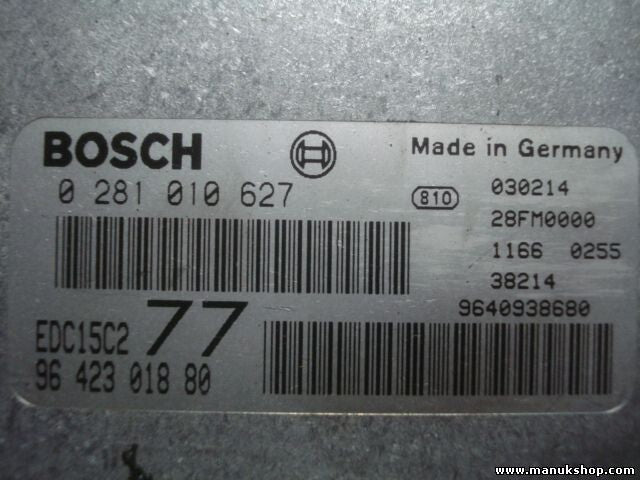 BOSCH
Made in Germany
0 281 010 627
810
030214
28FM0000
1166 0255
38214
9640938680
EDC15C2
77
96 423 018 80
www.manukshop.com